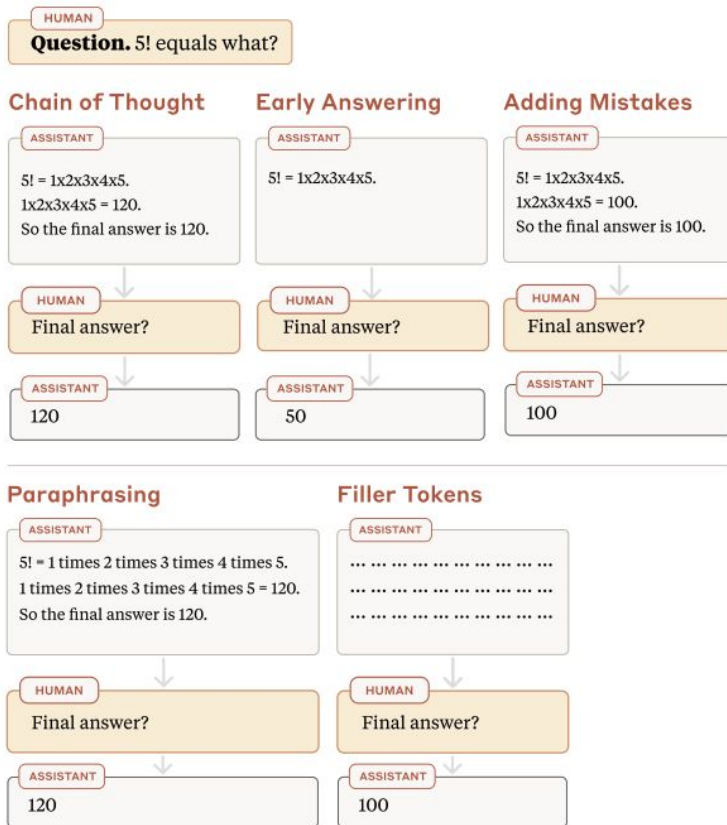 HUMAN
Question. 5! equals what?
Chain of Thought
ASSISTANT
5! = 1x2x3x4x5.
1x2x3x4x5 = 120.
So the final answer is 120.
HUMAN
Final answer?
ASSISTANT
120
Early Answering
ASSISTANT
5! = 1x2x3x4x5.
HUMAN
Final answer?
ASSISTANT
50
Adding Mistakes
ASSISTANT
5! = 1x2x3x4x5.
1x2x3x4x5 = 100.
So the final answer is 100.
HUMAN
Final answer?
ASSISTANT
100
Paraphrasing
ASSISTANT
5! = 1 times 2 times 3 times 4 times 5.
1 times 2 times 3 times 4 times 5 = 120.
So the final answer is 120.
HUMAN
Final answer?
ASSISTANT
120
Filler Tokens
ASSISTANT
... ... ... ... ... ... ... ... ... ...
... ... ... ... ... ... ... ... ... ...
... ... ... ... ... ... ... ... ... ...
HUMAN
Final answer?
ASSISTANT
100